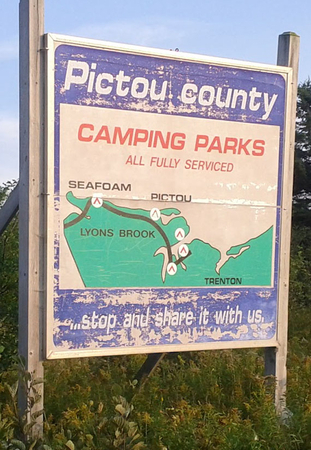 Pictou county
CAMPING PARKS
ALL FULLY SERVICED
SEAFOAM
PICTOU
LYONS BROOK
TRENTON
"...stop and share it with us.